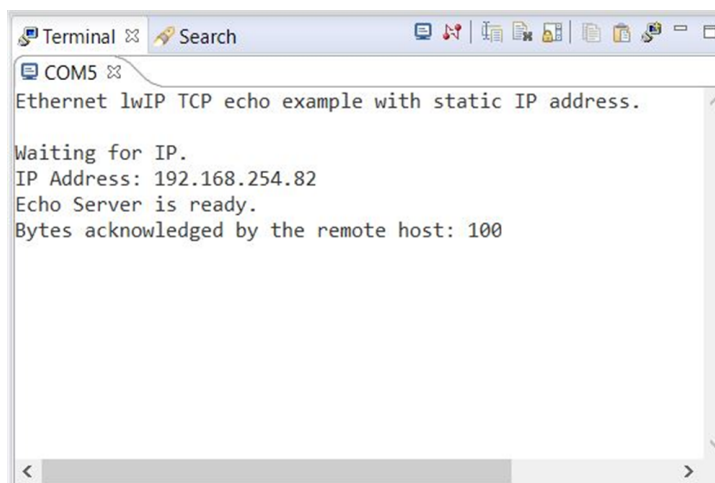 Terminal Search
COM5
Ethernet lwIP TCP echo example with static IP address.
Waiting for IP.
IP Address: 192.168.254.82
Echo Server is ready.
Bytes acknowledged by the remote host: 100